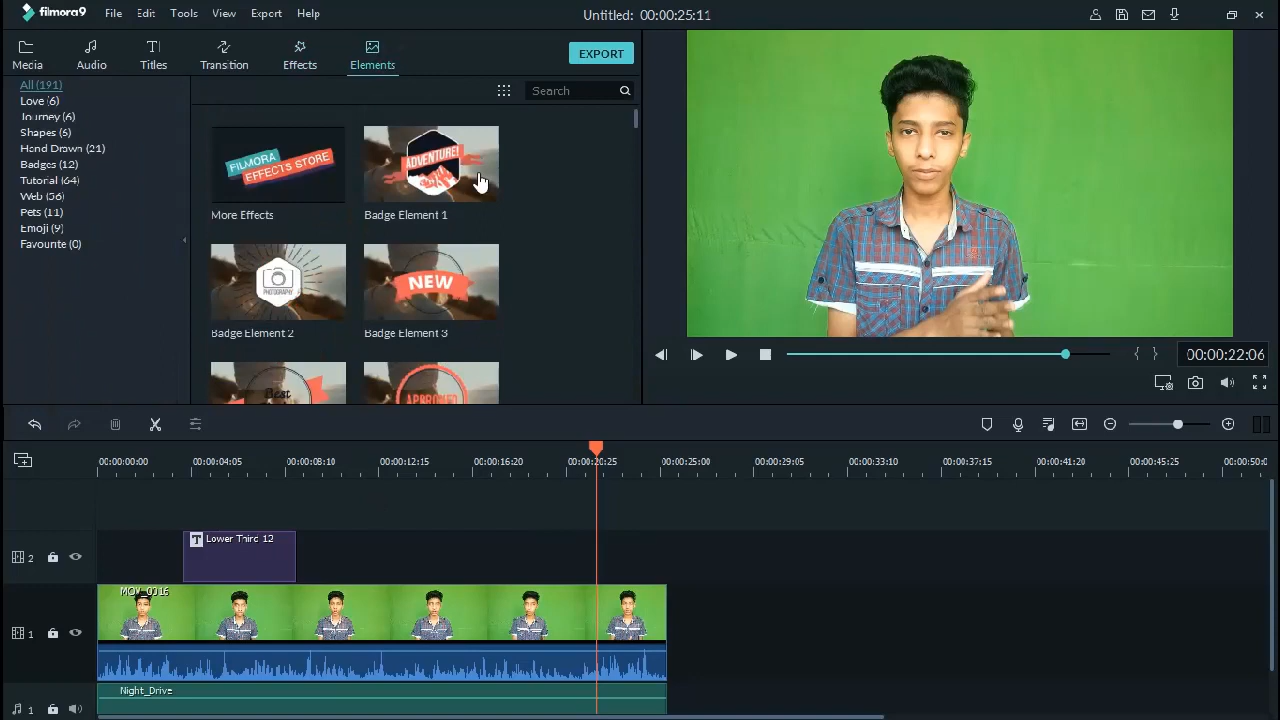 filmora9 File Edit Tools View Export Help Untitled: 00:00:25:11
Media Audio Titles Transition Effects Elements EXPORT
All (191)
Love (6)
Journey (6)
Shapes (6)
Hand Drawn (21)
Badges (12)
Tutorial (64)
Web (56)
Pets (11)
Emoji (9)
Favourite (0)
Search
FILMORA
EFFECTS STORE
ADVENTURE!
More Effects Badge Element 1
PHOTOGRAPHY
NEW
Badge Element 2 Badge Element 3
Best
APPROVED
00:00:22:06
00:00:00:00 00:00:04:05 00:00:08:10 00:00:12:15 00:00:16:20 00:00:20:25 00:00:25:00 00:00:29:05 00:00:33:10 00:00:37:15 00:00:41:20 00:00:45:25 00:00:50:0
2
T Lower Third 12
MOV_0016
1
Night_Drive
1